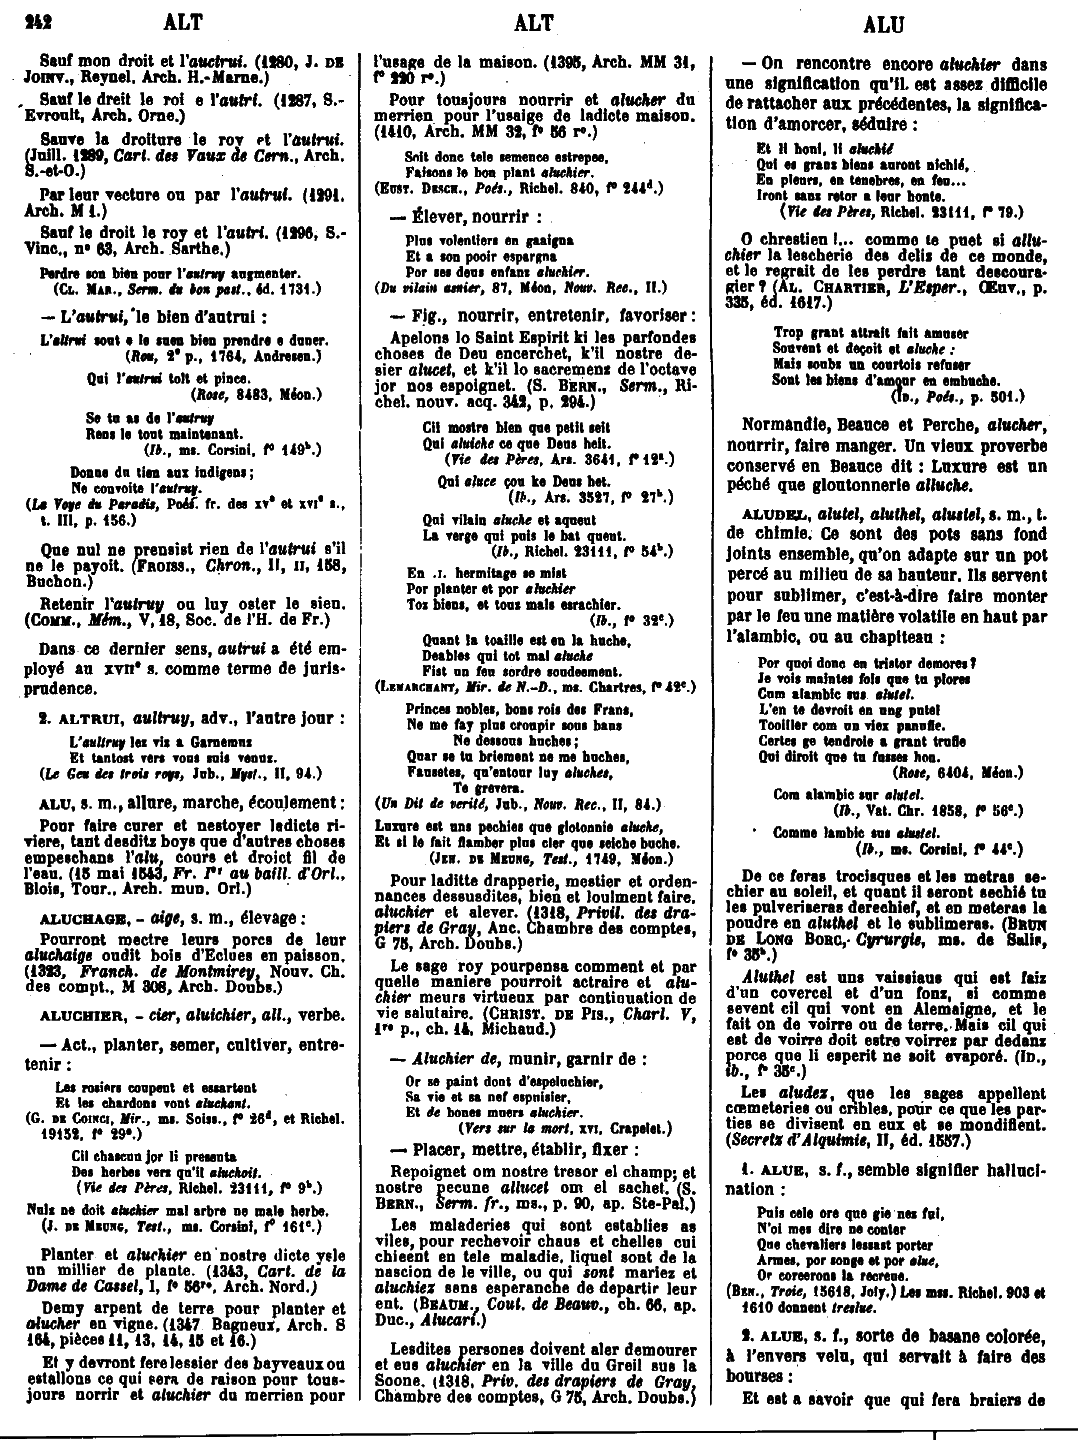 242 ALT ALT ALU
Sauf mon droit et l'auctrui. (1280, J. DE
JOINV., Reynel, Arch. H.-Marne.)
Sauf le dreit le roi e l'autri. (1287, S.-
Evroult, Arch. Orne.)
Sauve la droiture le roy et l'autrui.
(Juill. 1289, Cart. des Vaux de Cern., Arch.
S.-et-O.)
Par leur vecture ou par l'autrui. (1291,
Arch. M 1.)
Sauf le droit le roy et l'autri. (1296, S.-
Vinc., n° 63, Arch. Sarthe.)
Perdre son bien pour l'autruy augmenter.
(CL. MAR., Serm. du bon past., éd. 1731.)
— L'autrui, le bien d'autrui :
L'altrui sout e le suen bien prendre e duner.
(Rou, 2e p., 1764, Andresen.)
Qui l'autrui tolt et pince.
(Rose, 8483, Méon.)
Se tu as de l'autruy
Rens le tout maintenant.
(Ib., ms. Corsini, f° 149b.)
Donne du tien aux indigens ;
Ne convoite l'autruy.
(La Voye du Paradis, Poés. fr. des xve et xvie s.,
t. III, p. 156.)
Que nul ne prensist rien de l'autrui s'il
ne le payoit. (FROISS., Chron., II, II, 158,
Buchon.)
Retenir l'autruy ou luy oster le sien.
(COMM., Mém., V, 18, Soc. de l'H. de Fr.)
Dans ce dernier sens, autrui a été em-
ployé au XVIIe s. comme terme de juris-
prudence.
2. ALTRUI, aultruy, adv., l'autre jour :
L'aultruy lez vis a Garnemuz
Et tantost vers vous suis venuz.
(Le Geu des trois roys, Jub., Myst., II, 94.)
ALU, s. m., allure, marche, écoulement :
Pour faire curer et nestoyer ladicte ri-
viere, tant desditz boys que d'autres choses
empeschans l'alu, cours et droict fil de
l'eau. (15 mai 1543, Fr. Ier au baill. d'Orl.,
Blois, Tour., Arch. mun. Orl.)
ALUCHAGE, - aige, s. m., élevage :
Pourront mectre leurs porcs de leur
aluchaige oudit bois d'Eclues en paisson.
(1323, Franch. de Montmirey, Nouv. Ch.
des compt., M 308, Arch. Doubs.)
ALUCHIER, - cier, aluichier, all., verbe.
— Act., planter, semer, cultiver, entre-
tenir :
Les rosiers coupent et essartent
Et les chardons vont aluchant.
(G. DE COINCI, Mir., ms. Soiss., f° 26d, et Richel.
19152, f° 29c.)
Cil chascun jor li presenta
Des herbes vers qu'il aluchoit.
(Vie des Pères, Richel. 23111, f° 9b.)
Nulz ne doit aluchier mal arbre ne male herbe.
(J. DE MEUNG, Test., ms. Corsini, f° 161c.)
Planter et aluchier en nostre dicte ysle
un millier de plante. (1343, Cart. de la
Dame de Cassel, I, f° 56ro, Arch. Nord.)
Demy arpent de terre pour planter et
alucher en vigne. (1347 Bagneux, Arch. S
164, pièces 11, 13, 14, 15 et 16.)
Et y devront fere lessier des bayveaux ou
estallons ce qui sera de raison pour tous-
jours norrir et aluchier du merrien pour
l'usage de la maison. (1395, Arch. MM 31,
f° 220 r°.)
Pour tousjours nourrir et alucher du
merrien pour l'usaige de ladicte maison.
(1410, Arch. MM 32, f° 56 r°.)
Soit donc tele semence estrepee,
Faisons le bon plant aluchier.
(EUST. DESCH., Poés., Richel. 840, f° 244d.)
— Élever, nourrir :
Plus volentiers en gaaigna
Et a son pooir espargna
Por ses deus enfanz aluchier.
(Du vilain asnier, 87, Méon, Nouv. Rec., II.)
— Fig., nourrir, entretenir, favoriser :
Apelons lo Saint Espirit ki les parfondes
choses de Deu encerchet, k'il nostre de-
sier alucet, et k'il lo sacremenz de l'octave
jor nos espoignet. (S. BERN., Serm., Ri-
chel. nouv. acq. 342, p. 294.)
Cil mostre bien que petit seit
Qui aluiche ce que Deus heit.
(Vie des Pères, Ars. 3641, f° 12a.)
Qui aluce çou ke Deus het.
(Ib., Ars. 3527, f° 27b.)
Qui vilain aluche et aqueut
La verge qui puis le bat queut.
(Ib., Richel. 23111, f° 54b.)
En .I. hermitage se mist
Por planter et por aluchier
Toz biens, et touz mals esrachier.
(Ib., f° 32c.)
Quant la toaille est en la huche,
Deables qui tot mal aluche
Fist un feu sordre soudeement.
(LEMARCHANT, Mir. de N.-D., ms. Chartres, f° 42c.)
Princes nobles, bons rois des Frans,
Ne me fay plus croupir sous bans
Ne dessous huches ;
Quar se tu briement ne me huches,
Fausetes, qu'entour luy aluches,
Te grevera.
(Un Dit de verité, Jub., Nouv. Rec., II, 84.)
Luxure est uns pechies que glotonnie aluche,
Et si le fait flamber plus cler que seiche buche.
(JEH. DE MEUNG, Test., 1749, Méon.)
Pour laditte drapperie, mestier et orden-
nances dessusdites, bien et loulment faire,
aluchier et alever. (1318, Privil. des dra-
piers de Gray, Anc. Chambre des comptes,
G 75, Arch. Doubs.)
Le sage roy pourpensa comment et par
quelle maniere pourroit actraire et alu-
chier meurs virtueux par continuation de
vie salutaire. (CHRIST. DE PIS., Charl. V,
1re p., ch. 14, Michaud.)
— Aluchier de, munir, garnir de :
Or se paint dont d'espeluchier,
Sa vie et sa nef espuisier,
Et de bones muers aluchier.
(Vers sur la mort, XVI, Crapelet.)
— Placer, mettre, établir, fixer :
Repoignet om nostre tresor el champ; et
nostre pecune allucet om el sachet. (S.
BERN., Serm. fr., ms., p. 90, ap. Ste-Pal.)
Les maladeries qui sont establies as
viles, pour rechevoir chaus et chelles cui
chieent en tele maladie, liquel sont de la
nascion de le ville, ou qui sont mariez et
aluchiez sens esperanche de departir leur
ent. (BEAUM., Cout. de Beauv., ch. 66, ap.
Duc., Alucari.)
Lesdites persones doivent aler demourer
et eus aluchier en la ville du Greil sus la
Soone. (1318, Priv. des drapiers de Gray,
Chambre des comptes, G 75, Arch. Doubs.)
— On rencontre encore aluchier dans
une signification qu'il est assez difficile
de rattacher aux précédentes, la significa-
tion d'amorcer, séduire :
Et li honi, li aluchié
Qui es granz biens auront nichié,
En pleurs, en tenebres, en feu...
Iront sanz retor a leur honte.
(Vie des Pères, Richel. 23111, f° 79.)
O chrestien !... comme te puet si allu-
chier la lescherie des delis de ce monde,
et le regrait de les perdre tant descoura-
gier ? (AL. CHARTIER, L'Esper., Œuv., p.
335, éd. 1617.)
Trop grant attrait fait amuser
Souvent et deçoit et aluche :
Mais soubs un courtois refuser
Sont les biens d'amour en embuche.
(ID., Poés., p. 501.)
Normandie, Beauce et Perche, alucher,
nourrir, faire manger. Un vieux proverbe
conservé en Beauce dit : Luxure est un
péché que gloutonnerie alluche.
ALUDEL, alutel, aluthel, alustel, s. m., t.
de chimie. Ce sont des pots sans fond
joints ensemble, qu'on adapte sur un pot
percé au milieu de sa hauteur. Ils servent
pour sublimer, c'est-à-dire faire monter
par le feu une matière volatile en haut par
l'alambic, ou au chapiteau :
Por quoi donc en tristor demores ?
Je vois maintes fois que tu plores
Cum alambic sus alutel.
L'en te devroit en ung putel
Tooillier com un viex panufle.
Certes ge tendroie a grant trufle
Qui diroit que tu fusses hon.
(Rose, 6404, Méon.)
Com alambic sur alutel.
(Ib., Vat. Chr. 1858, f° 56c.)
Comme lambic sus alustel.
(Ib., ms. Corsini, f° 44c.)
De ce feras trocisques et les metras se-
chier au soleil, et quant il seront sechié tu
les pulveriseras derechief, et en meteras la
poudre en aluthel et le sublimeras. (BRUN
DE LONG BORC, Cyrurgie, ms. de Salis,
f° 35b.)
Aluthel est uns vaissiaus qui est faiz
d'un covercel et d'un fonz, si comme
sevent cil qui vont en Alemaigne, et le
fait on de voirre ou de terre. Mais cil qui
est de voirre doit estre voirrez par dedanz
porce que li esperit ne soit evaporé. (ID.,
ib., f° 35c.)
Les aludez, que les sages appellent
cœmeteries ou cribles, pour ce que les par-
ties se divisent en eux et se mondifient.
(Secretz d'Alquimie, II, éd. 1557.)
1. ALUE, s. f., semble signifier halluci-
nation :
Puis cele ore que gie nes fui,
N'oi mes dire ne conter
Que chevaliers lessast porter
Armes, por songe et por alue,
Or corserons la recreue.
(BEN., Troie, 15618, Joly.) Les mss. Richel. 903 et
1610 donnent treslue.
2. ALUE, s. f., sorte de basane colorée,
à l'envers velu, qui servait à faire des
bourses :
Et est a savoir que qui fera braiers de